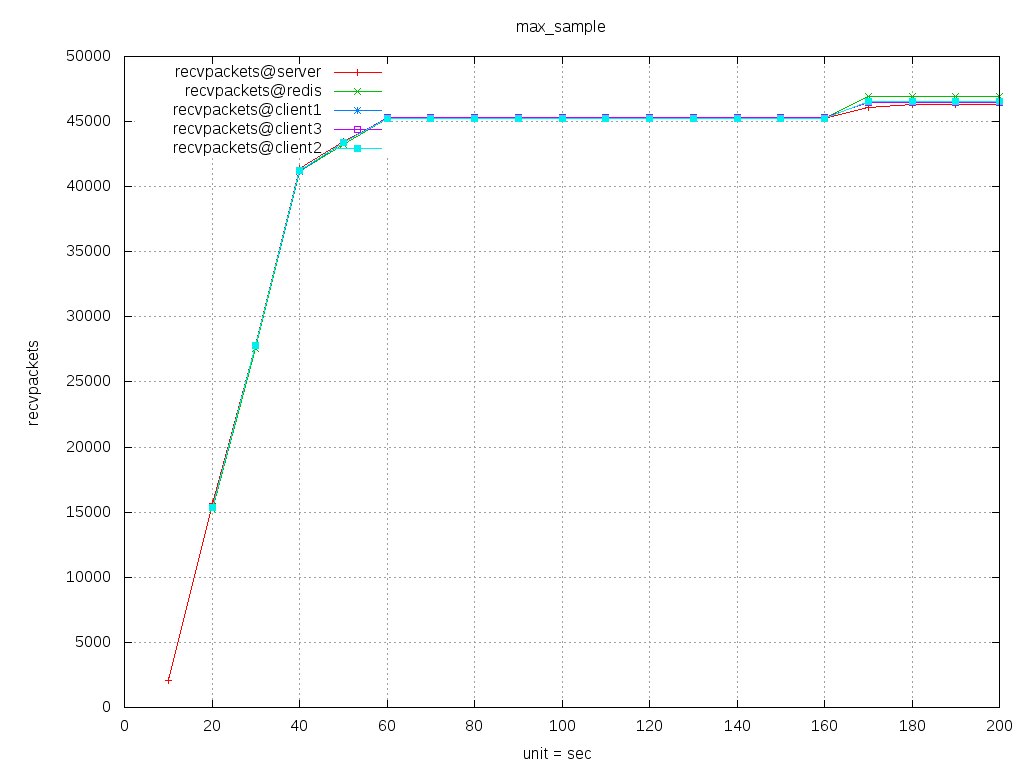 max_sample
50000
45000
40000
35000
30000
25000
20000
15000
10000
5000
0
recvpackets@server
recvpackets@redis
recvpackets@client1
recvpackets@client3
recvpackets@client2
recvpackets
0 20 40 60 80 100 120 140 160 180 200
unit = sec